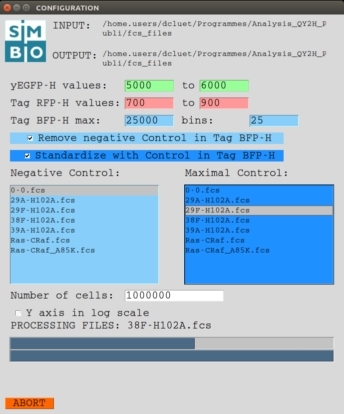 CONFIGURATION
SiMBO
INPUT: /home.users/dcluet/Programmes/Analysis_QY2H_P
ubli/fcs_files
OUTPUT: /home.users/dcluet/Programmes/Analysis_QY2H_P
ubli/fcs_files
yEGFP-H values: 5000 to 6000
Tag RFP-H values: 700 to 900
Tag BFP-H max: 25000 bins: 25
Remove negative Control in Tag BFP-H
Standardize with Control in Tag BFP-H
Negative Control: Maximal Control:
0-0.fcs 0-0.fcs
29A-H102A.fcs 29A-H102A.fcs
29F-H102A.fcs 29F-H102A.fcs
38F-H102A.fcs 38F-H102A.fcs
39A-H102A.fcs 39A-H102A.fcs
Ras-CRaf.fcs Ras-CRaf.fcs
Ras-CRaf_A85K.fcs Ras-CRaf_A85K.fcs
Number of cells: 1000000
Y axis in log scale
PROCESSING FILES: 38F-H102A.fcs
ABORT